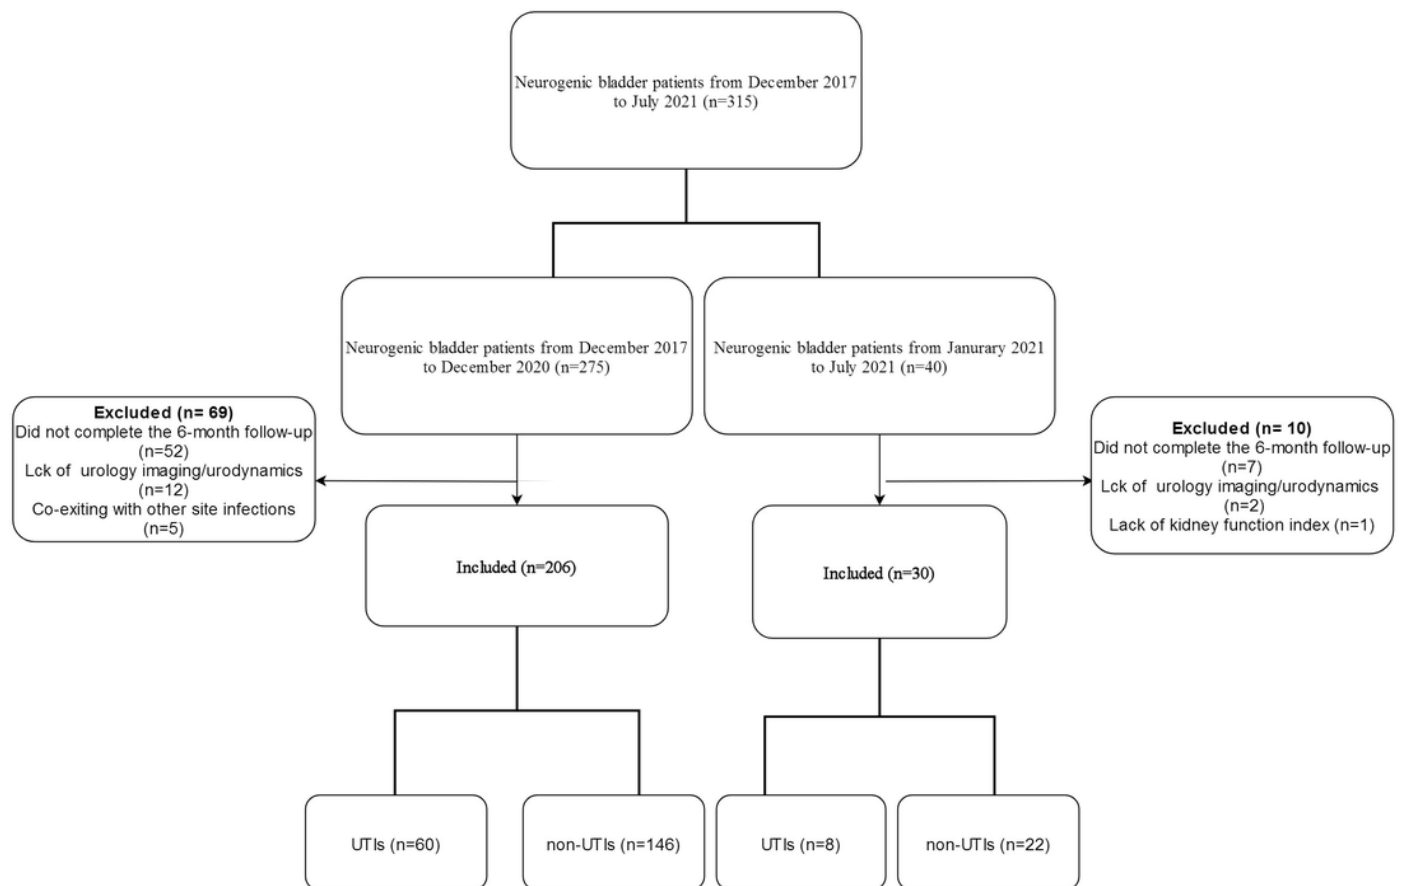 Neurogenic bladder patients from December 2017
to July 2021 (n=315)
Neurogenic bladder patients from December 2017
to December 2020 (n=275)
Neurogenic bladder patients from Janurary 2021
to July 2021 (n=40)
Excluded (n= 69)
Did not complete the 6-month follow-up
(n=52)
Lck of urology imaging/urodynamics
(n=12)
Co-exiting with other site infections
(n=5)
Excluded (n= 10)
Did not complete the 6-month follow-up
(n=7)
Lck of urology imaging/urodynamics
(n=2)
Lack of kidney function index (n=1)
Included (n=206)
Included (n=30)
UTIs (n=60)
non-UTIs (n=146)
UTIs (n=8)
non-UTIs (n=22)